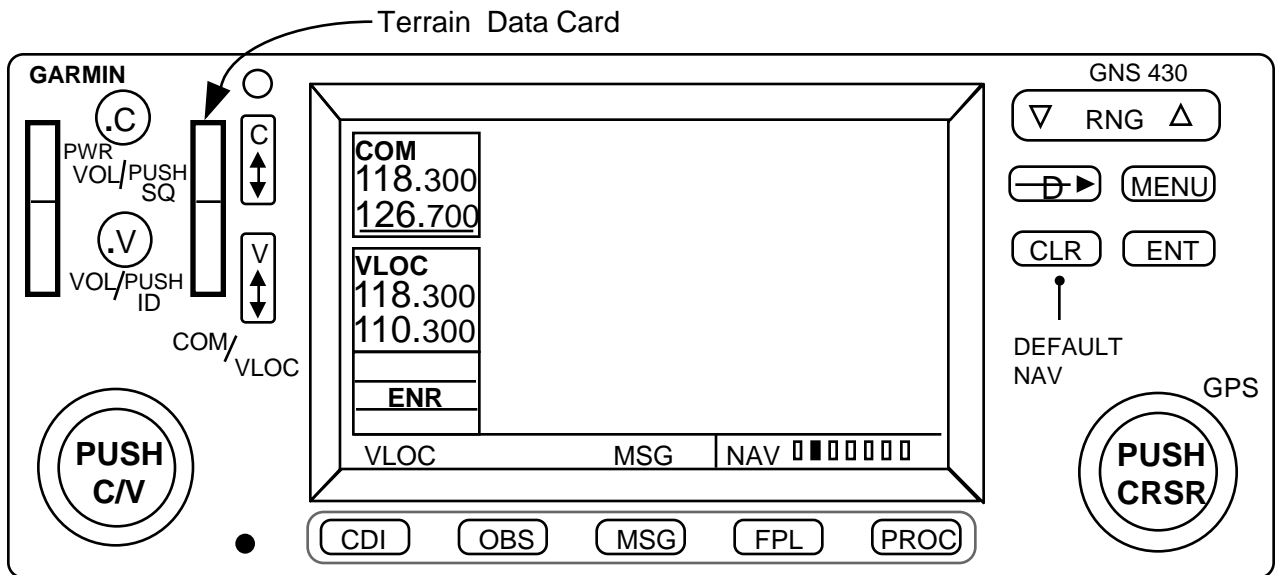 Terrain Data Card
GARMIN
GNS 430
.C
PWR
VOL/PUSH
SQ
C
.V
VOL/PUSH
ID
V
COM/VLOC
PUSH
C/V
COM
118.300
126.700
VLOC
118.300
110.300
ENR
VLOC
MSG
NAV
RNG
D
MENU
CLR
ENT
DEFAULT
NAV
GPS
PUSH
CRSR
CDI
OBS
MSG
FPL
PROC